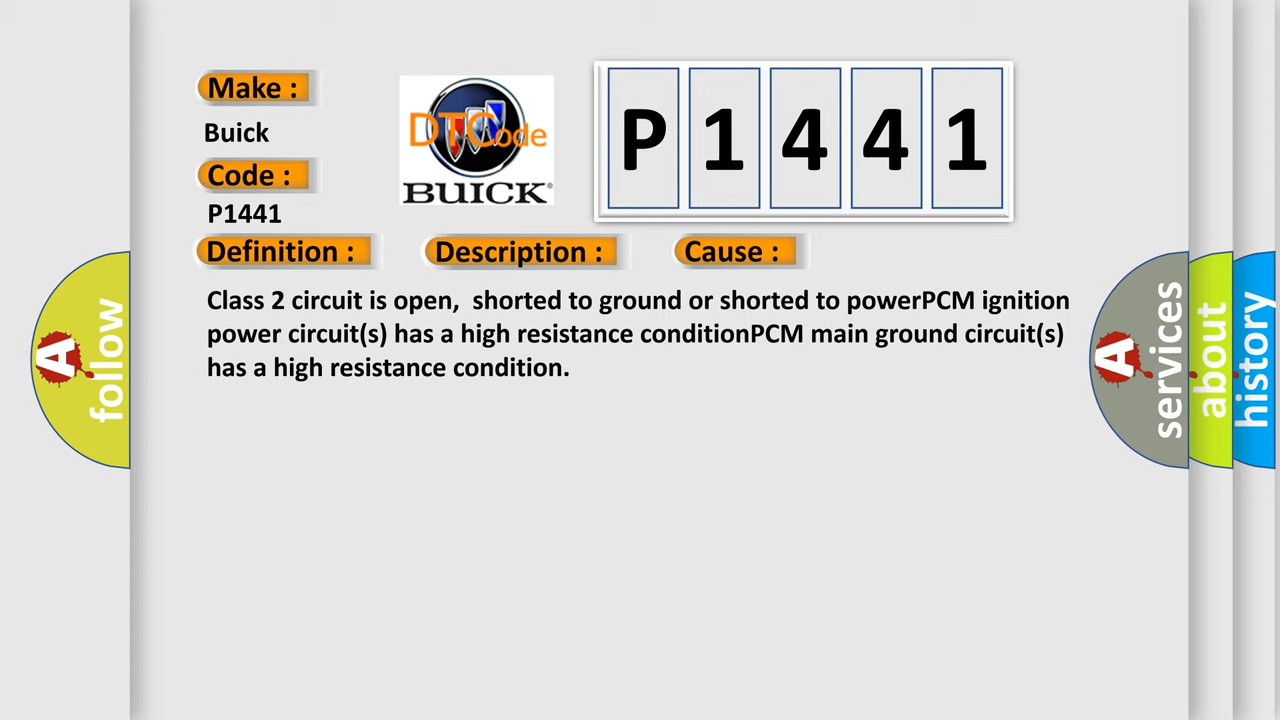 Make :
Buick
Code :
P1441
DTCode
BUICK
P 1 4 4 1
Definition :
Description :
Cause :
Class 2 circuit is open,  shorted to ground or shorted to powerPCM ignition
power circuit(s) has a high resistance conditionPCM main ground circuit(s)
has a high resistance condition.
A follow
A services
about
history